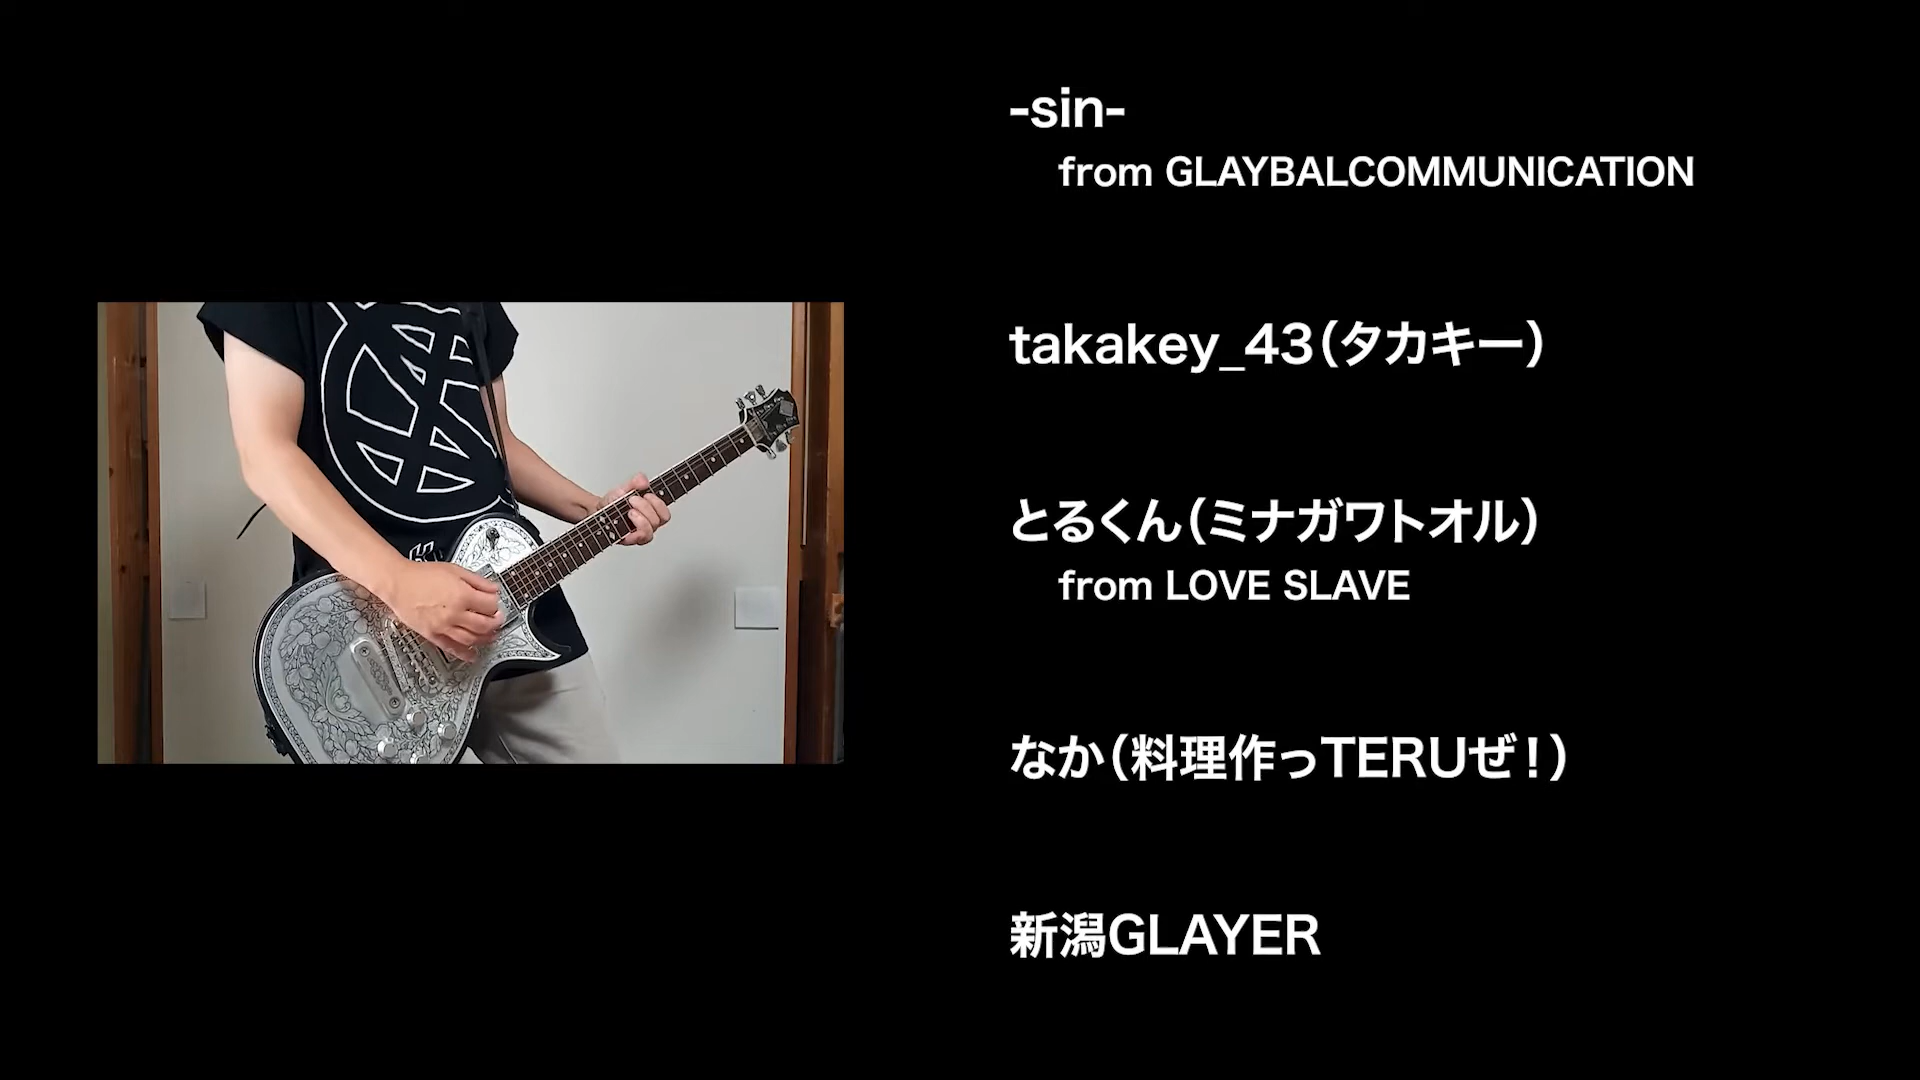 -sin-
from GLAYBALCOMMUNICATION
takakey_43(タカキー)
とるくん(ミナガワトオル)
from LOVE SLAVE
なか(料理作っTERUぜ!)
新潟GLAYER